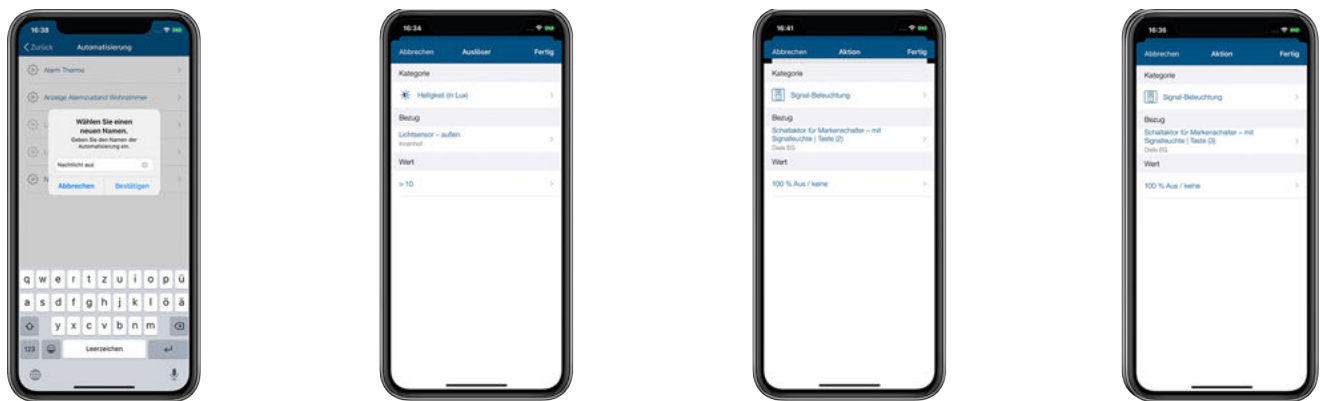 16:38
Zurück Automatisierung
Alarm Thema
Anzeige Alarmzustand Wohnzimmer
Wählen Sie einen
neuen Namen.
Geben Sie den Namen der
Automatisierung ein.
Nachtlicht aus
Abbrechen Bestätigen
q w e r t z u i o p ü
a s d f g h j k l ö ä
y x c v b n m
123 Leerzeichen
16:34
Abbrechen Auslöser Fertig
Kategorie
Helligkeit (in Lux)
Bezug
Lichtsensor – außen
Innenhof
Wert
> 10
16:41
Abbrechen Aktion Fertig
Kategorie
Signal-Beleuchtung
Bezug
Schaltaktor für Markenschalter – mit
Signalleuchte | Taste (2)
Diele EG
Wert
100 % Aus / keine
16:36
Abbrechen Aktion Fertig
Kategorie
Signal-Beleuchtung
Bezug
Schaltaktor für Markenschalter – mit
Signalleuchte | Taste (3)
Diele EG
Wert
100 % Aus / keine